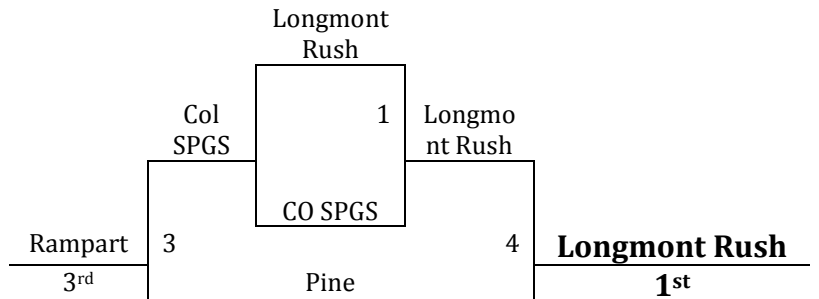 Longmont
Rush
Col
SPGS
1
Longmo
nt Rush
CO SPGS
Rampart
3
4
Longmont Rush
3rd
Pine
1st